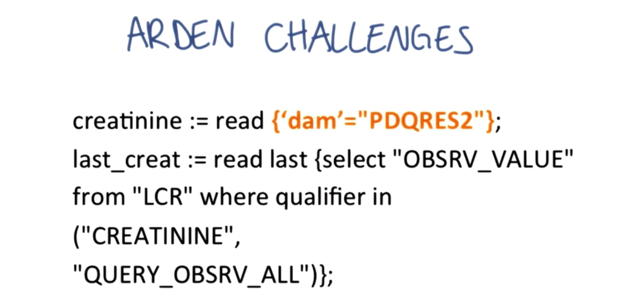 ARDEN CHALLENGES
creatinine := read {‘dam’="PDQRES2"};
last_creat := read last {select "OBSRV_VALUE"
from "LCR" where qualifier in
("CREATININE",
"QUERY_OBSRV_ALL")};